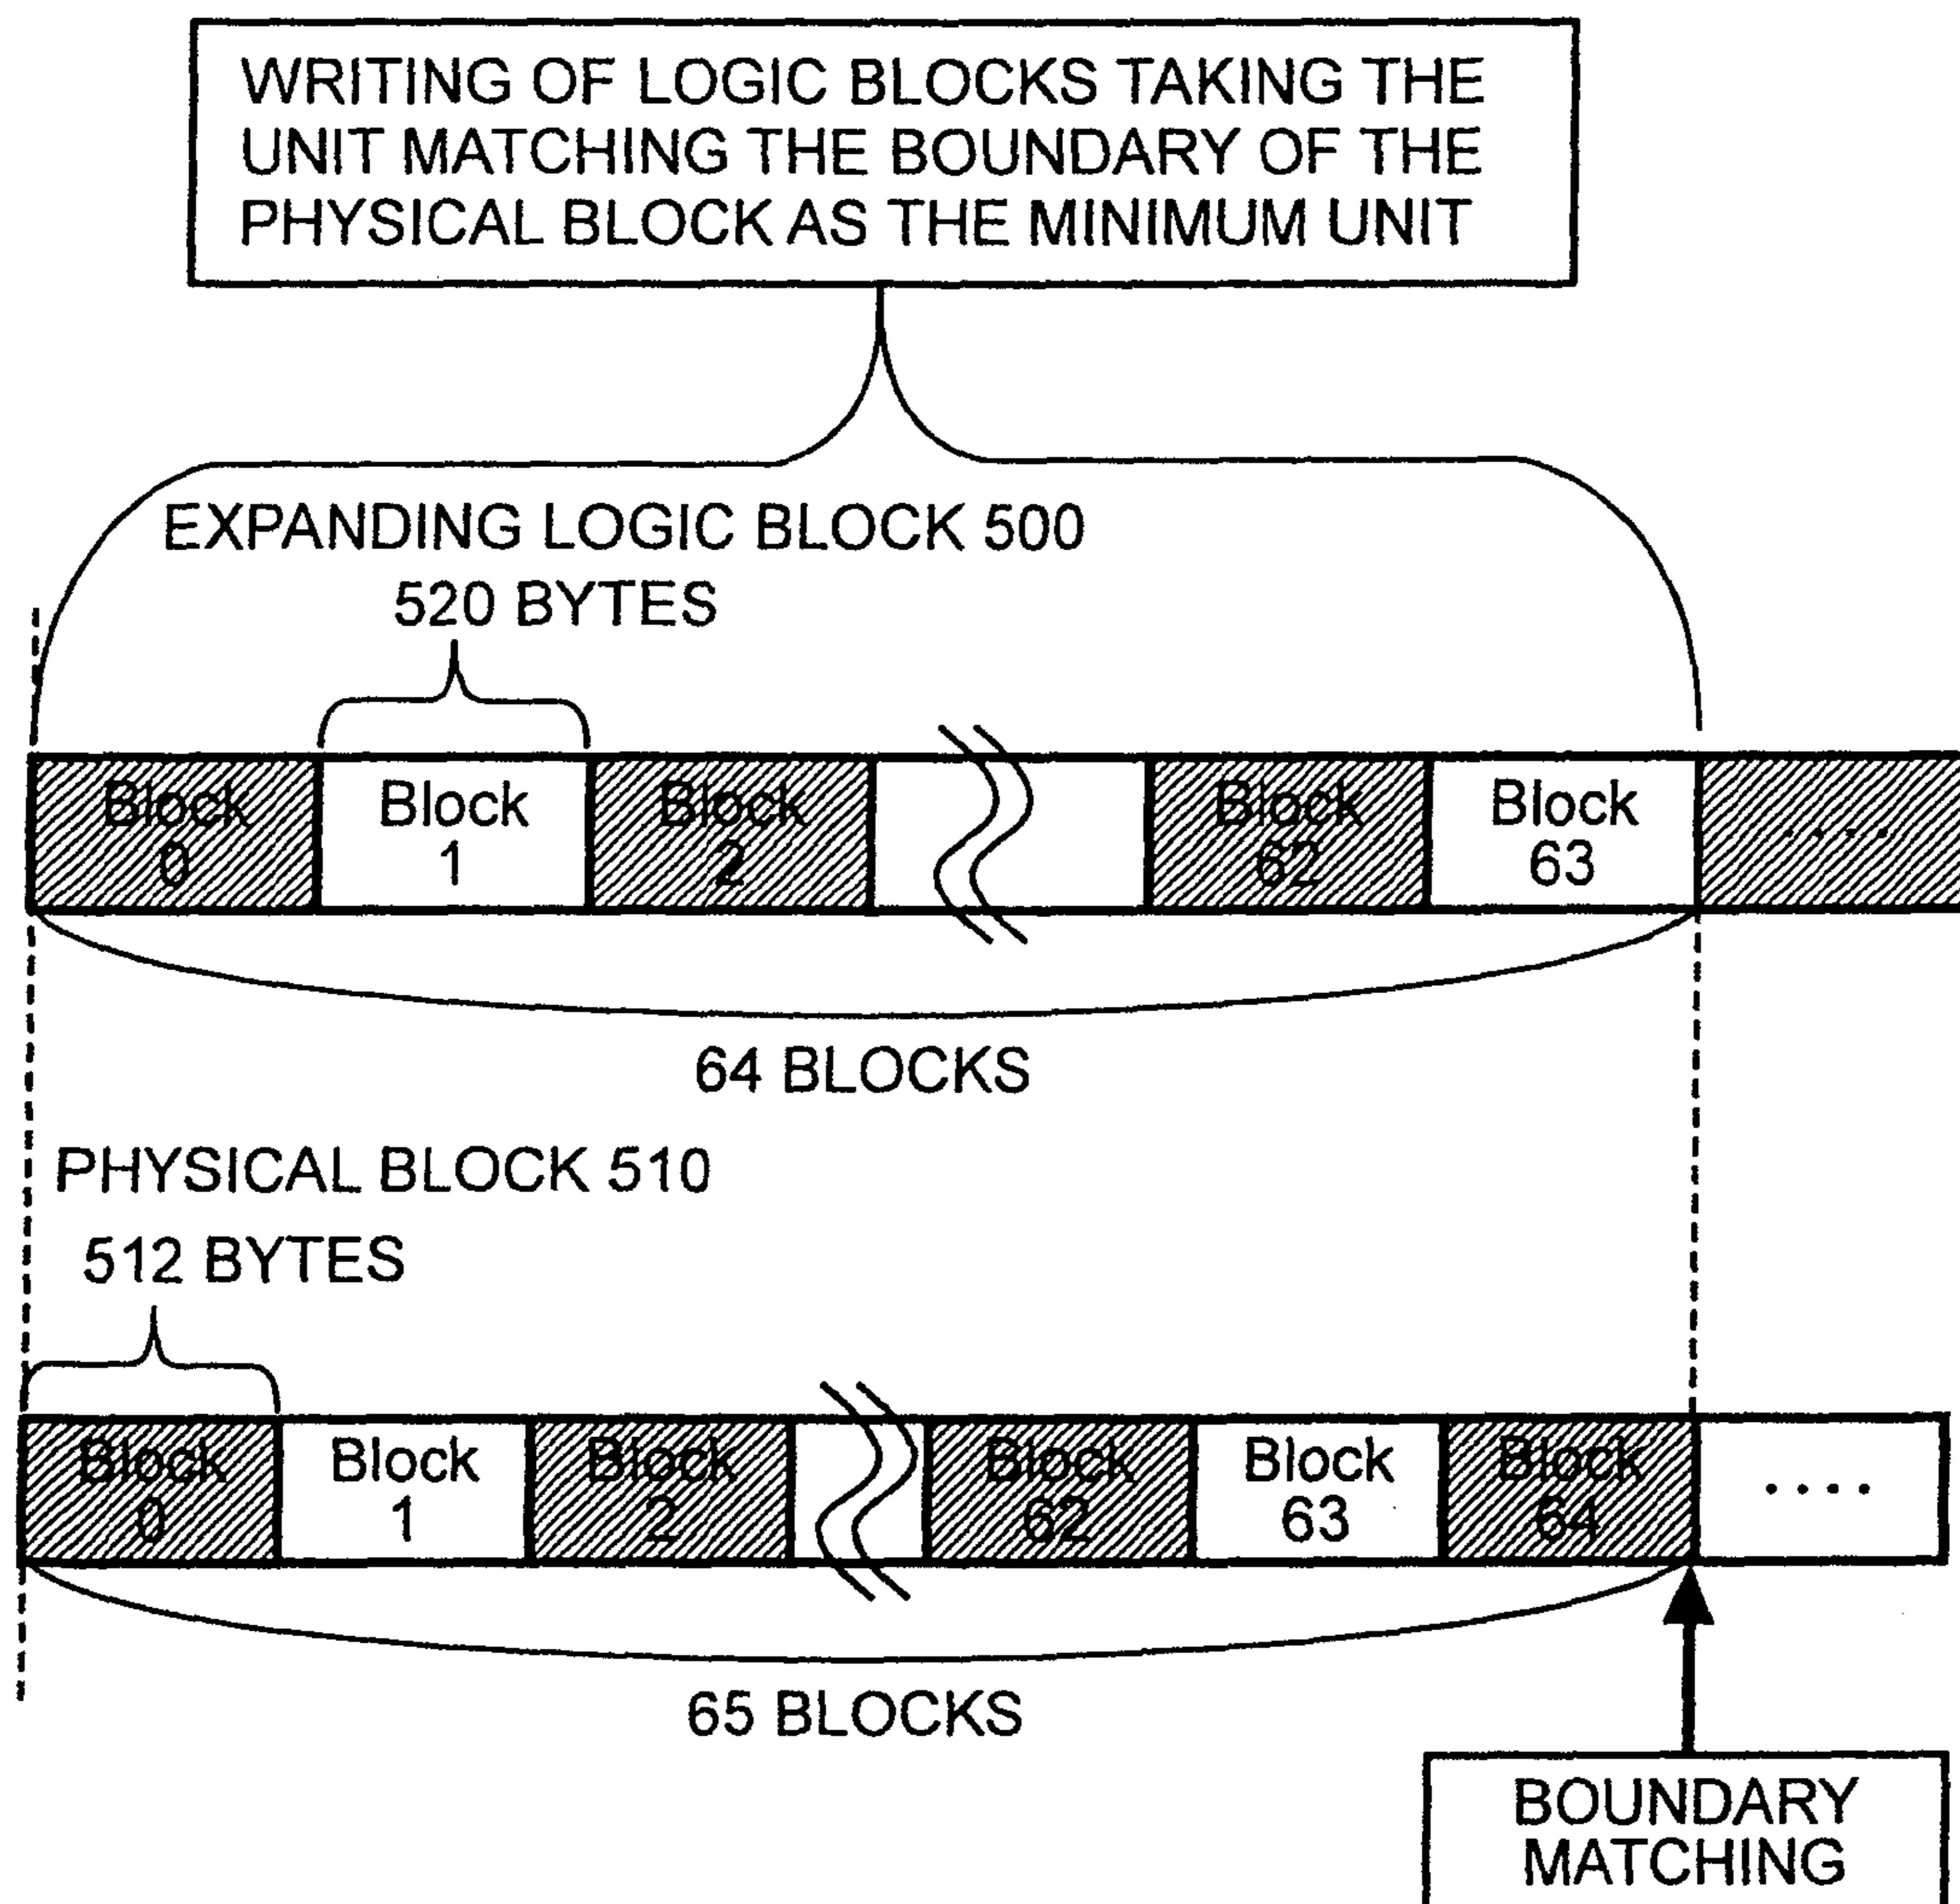 WRITING OF LOGIC BLOCKS TAKING THE
UNIT MATCHING THE BOUNDARY OF THE
PHYSICAL BLOCK AS THE MINIMUM UNIT
EXPANDING LOGIC BLOCK 500
520 BYTES
Block 0
Block 1
Block 2
Block 62
Block 63
....
64 BLOCKS
PHYSICAL BLOCK 510
512 BYTES
Block 0
Block 1
Block 2
Block 62
Block 63
Block 64
....
65 BLOCKS
BOUNDARY
MATCHING